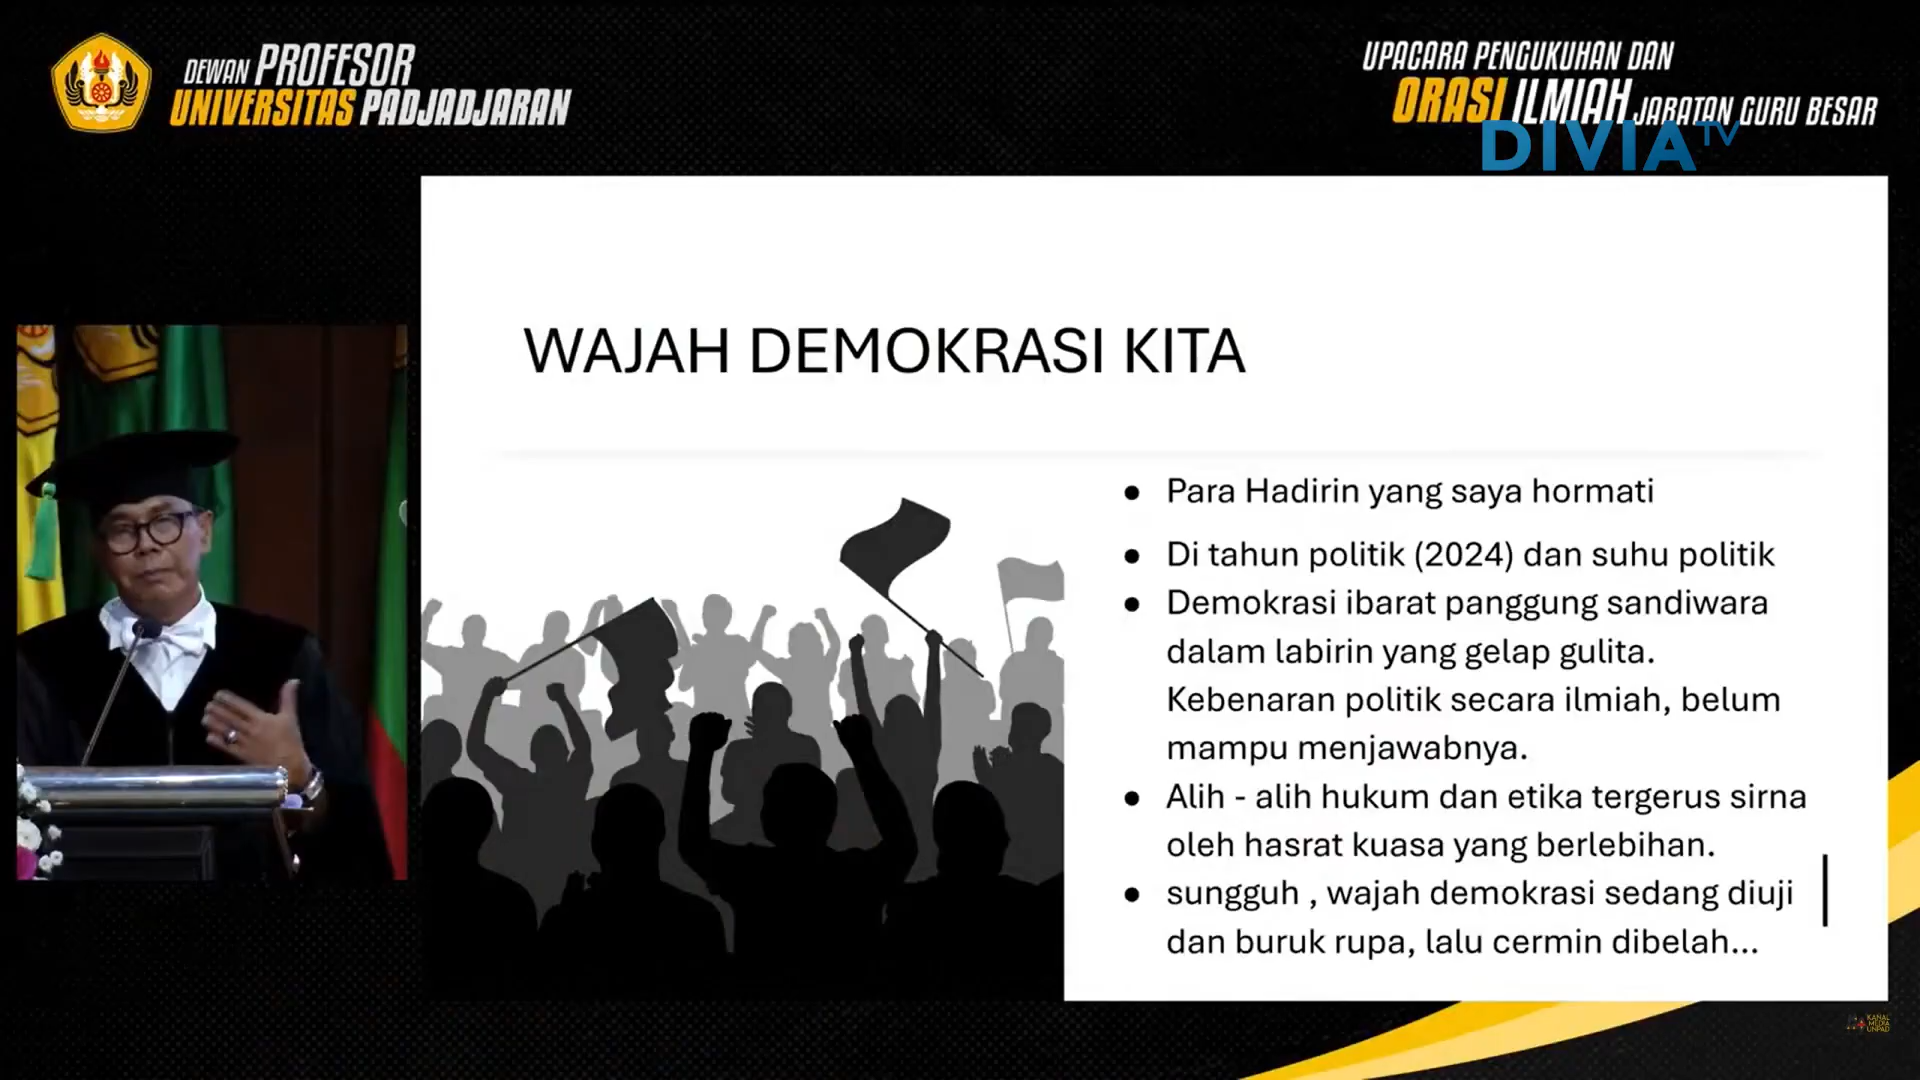 DEWAN PROFESOR
UNIVERSITAS PADJADJARAN
UPACARA PENGUKUHAN DAN
ORASI ILMIAH JABATAN GURU BESAR
DIVIA TV
WAJAH DEMOKRASI KITA
● Para Hadirin yang saya hormati
● Di tahun politik (2024) dan suhu politik
● Demokrasi ibarat panggung sandiwara
dalam labirin yang gelap gulita.
Kebenaran politik secara ilmiah, belum
mampu menjawabnya.
● Alih - alih hukum dan etika tergerus sirna
oleh hasrat kuasa yang berlebihan.
● sungguh , wajah demokrasi sedang diuji
dan buruk rupa, lalu cermin dibelah...
KANAL
MEDIA
UNPAD